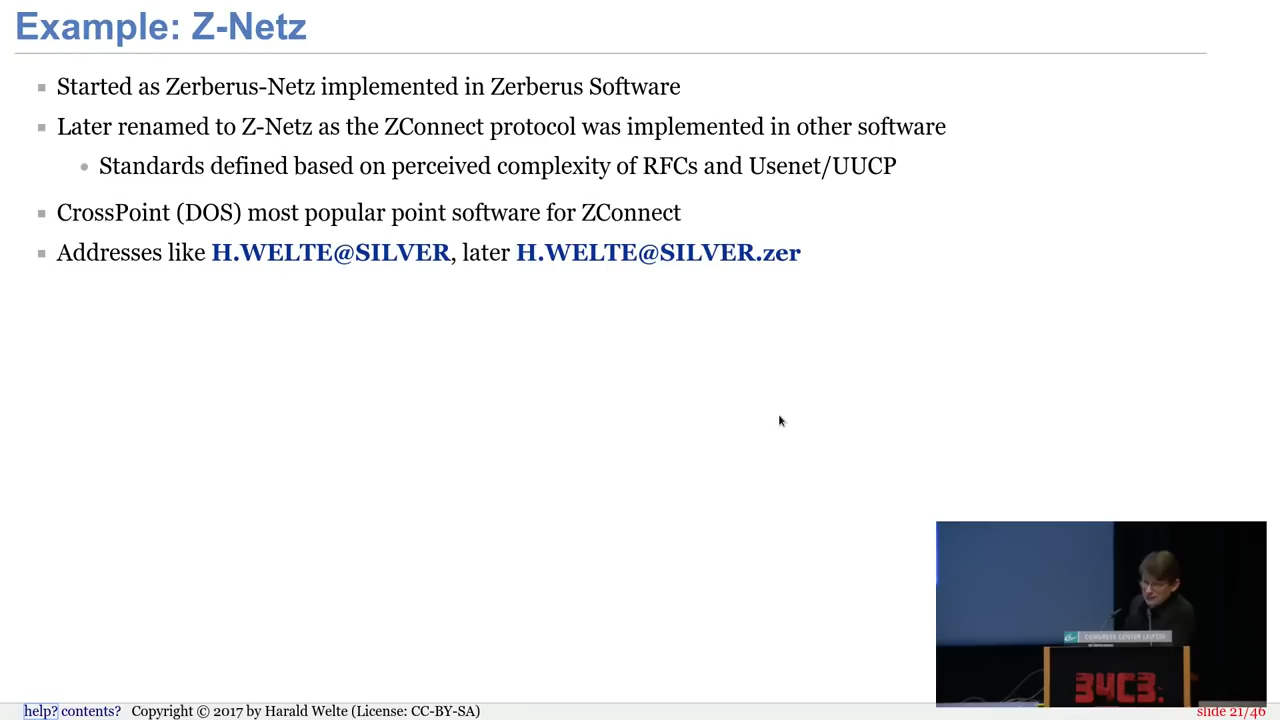 Example: Z-Netz
Started as Zerberus-Netz implemented in Zerberus Software
Later renamed to Z-Netz as the ZConnect protocol was implemented in other software
Standards defined based on perceived complexity of RFCs and Usenet/UUCP
CrossPoint (DOS) most popular point software for ZConnect
Addresses like H.WELTE@SILVER, later H.WELTE@SILVER.zer
CONGRESS CENTER LEIPZIG
34C3.
help? contents? Copyright © 2017 by Harald Welte (License: CC-BY-SA)
slide 21/46